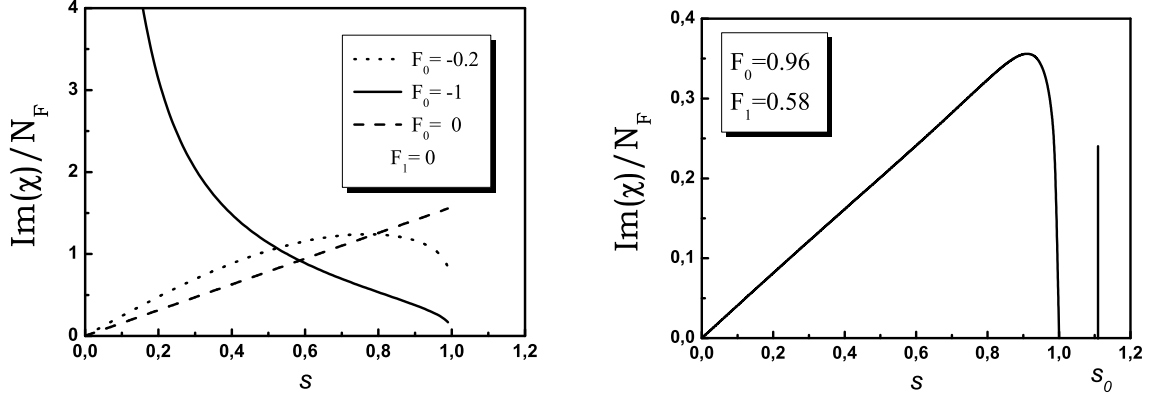 4
3
2
1
0
Im(χ) / N_F
F_0= -0.2
F_0= -1
F_0= 0
F_1= 0
0,0 0,2 0,4 0,6 0,8 1,0 1,2
s
0,4
0,3
0,2
0,1
0,0
Im(χ) / N_F
F_0=0.96
F_1=0.58
0,0 0,2 0,4 0,6 0,8 1,0 1,2
s s_0